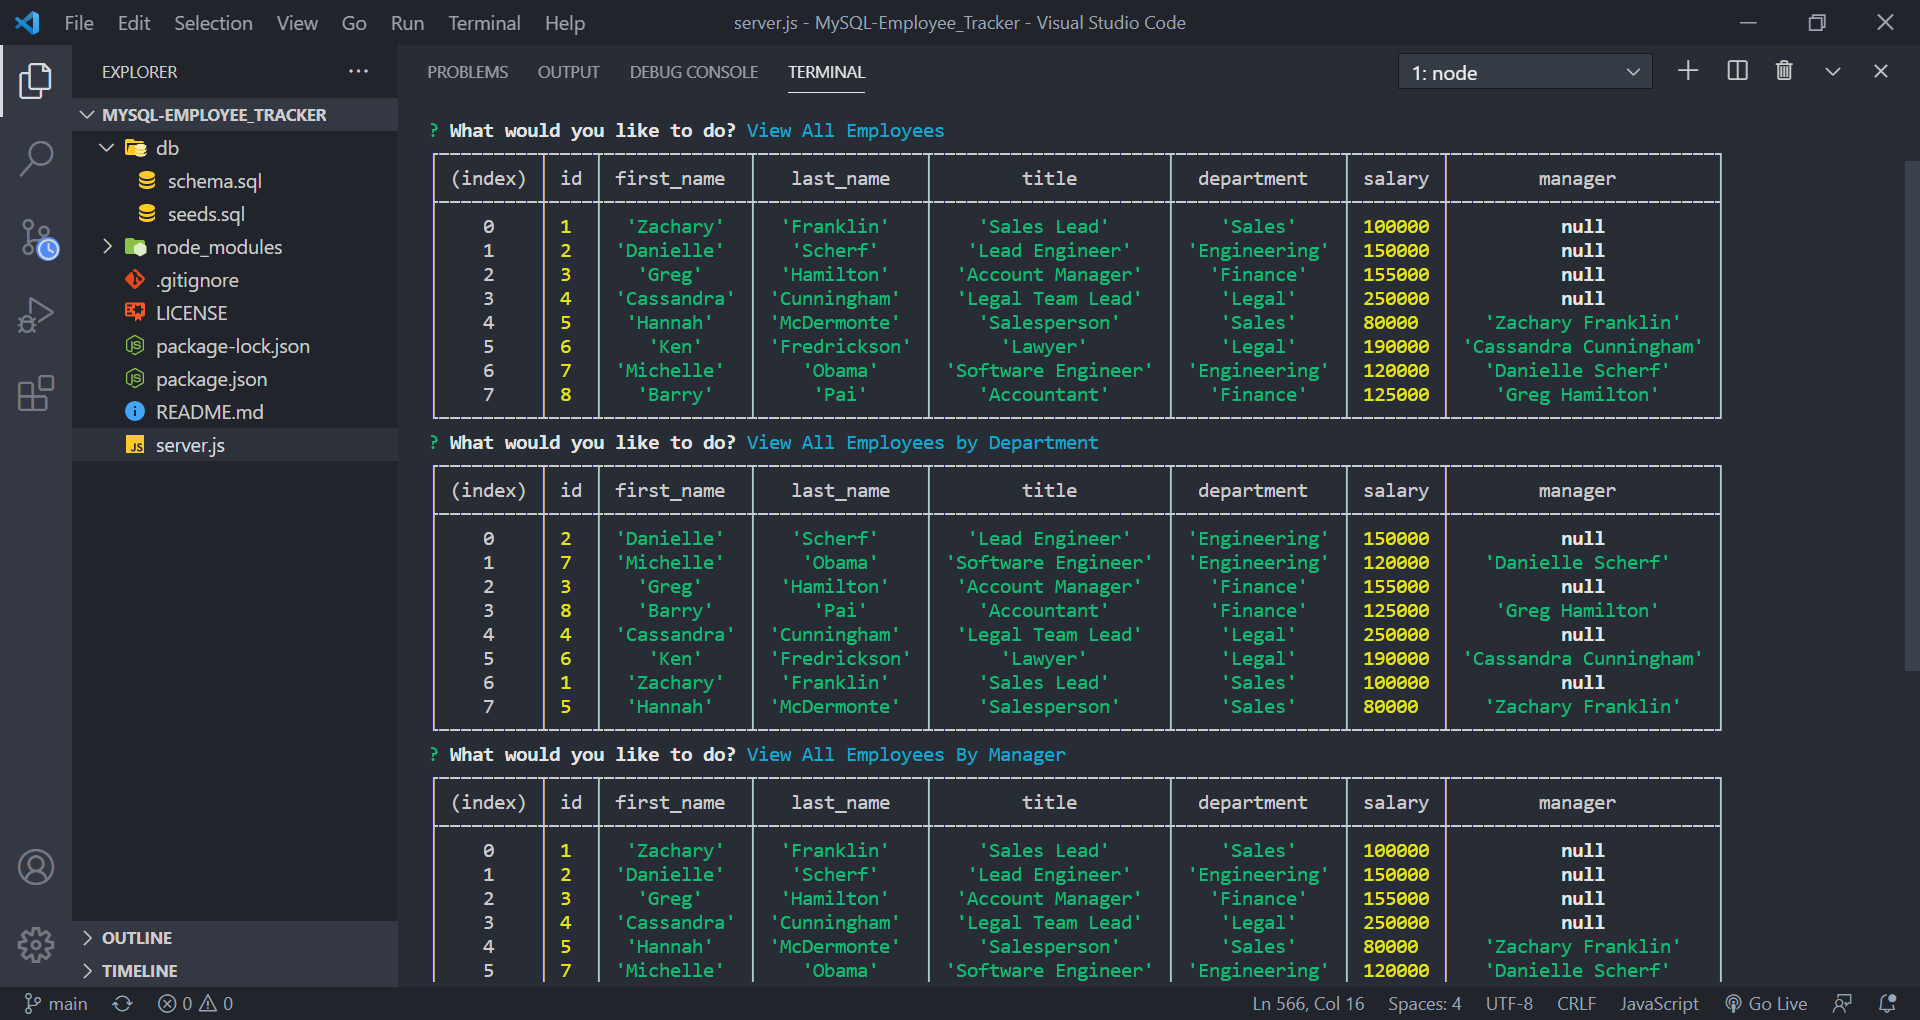 File Edit Selection View Go Run Terminal Help server.js - MySQL-Employee_Tracker - Visual Studio Code
EXPLORER
MYSQL-EMPLOYEE_TRACKER
db
schema.sql
seeds.sql
node_modules
.gitignore
LICENSE
package-lock.json
package.json
README.md
server.js
OUTLINE
TIMELINE
PROBLEMS OUTPUT DEBUG CONSOLE TERMINAL 1: node
? What would you like to do? View All Employees
(index) id first_name last_name title department salary manager
0 1 'Zachary' 'Franklin' 'Sales Lead' 'Sales' 100000 null
1 2 'Danielle' 'Scherf' 'Lead Engineer' 'Engineering' 150000 null
2 3 'Greg' 'Hamilton' 'Account Manager' 'Finance' 155000 null
3 4 'Cassandra' 'Cunningham' 'Legal Team Lead' 'Legal' 250000 null
4 5 'Hannah' 'McDermonte' 'Salesperson' 'Sales' 80000 'Zachary Franklin'
5 6 'Ken' 'Fredrickson' 'Lawyer' 'Legal' 190000 'Cassandra Cunningham'
6 7 'Michelle' 'Obama' 'Software Engineer' 'Engineering' 120000 'Danielle Scherf'
7 8 'Barry' 'Pai' 'Accountant' 'Finance' 125000 'Greg Hamilton'
? What would you like to do? View All Employees by Department
(index) id first_name last_name title department salary manager
0 2 'Danielle' 'Scherf' 'Lead Engineer' 'Engineering' 150000 null
1 7 'Michelle' 'Obama' 'Software Engineer' 'Engineering' 120000 'Danielle Scherf'
2 3 'Greg' 'Hamilton' 'Account Manager' 'Finance' 155000 null
3 8 'Barry' 'Pai' 'Accountant' 'Finance' 125000 'Greg Hamilton'
4 4 'Cassandra' 'Cunningham' 'Legal Team Lead' 'Legal' 250000 null
5 6 'Ken' 'Fredrickson' 'Lawyer' 'Legal' 190000 'Cassandra Cunningham'
6 1 'Zachary' 'Franklin' 'Sales Lead' 'Sales' 100000 null
7 5 'Hannah' 'McDermonte' 'Salesperson' 'Sales' 80000 'Zachary Franklin'
? What would you like to do? View All Employees By Manager
(index) id first_name last_name title department salary manager
0 1 'Zachary' 'Franklin' 'Sales Lead' 'Sales' 100000 null
1 2 'Danielle' 'Scherf' 'Lead Engineer' 'Engineering' 150000 null
2 3 'Greg' 'Hamilton' 'Account Manager' 'Finance' 155000 null
3 4 'Cassandra' 'Cunningham' 'Legal Team Lead' 'Legal' 250000 null
4 5 'Hannah' 'McDermonte' 'Salesperson' 'Sales' 80000 'Zachary Franklin'
5 7 'Michelle' 'Obama' 'Software Engineer' 'Engineering' 120000 'Danielle Scherf'
main 0 0 Ln 566, Col 16 Spaces: 4 UTF-8 CRLF JavaScript Go Live